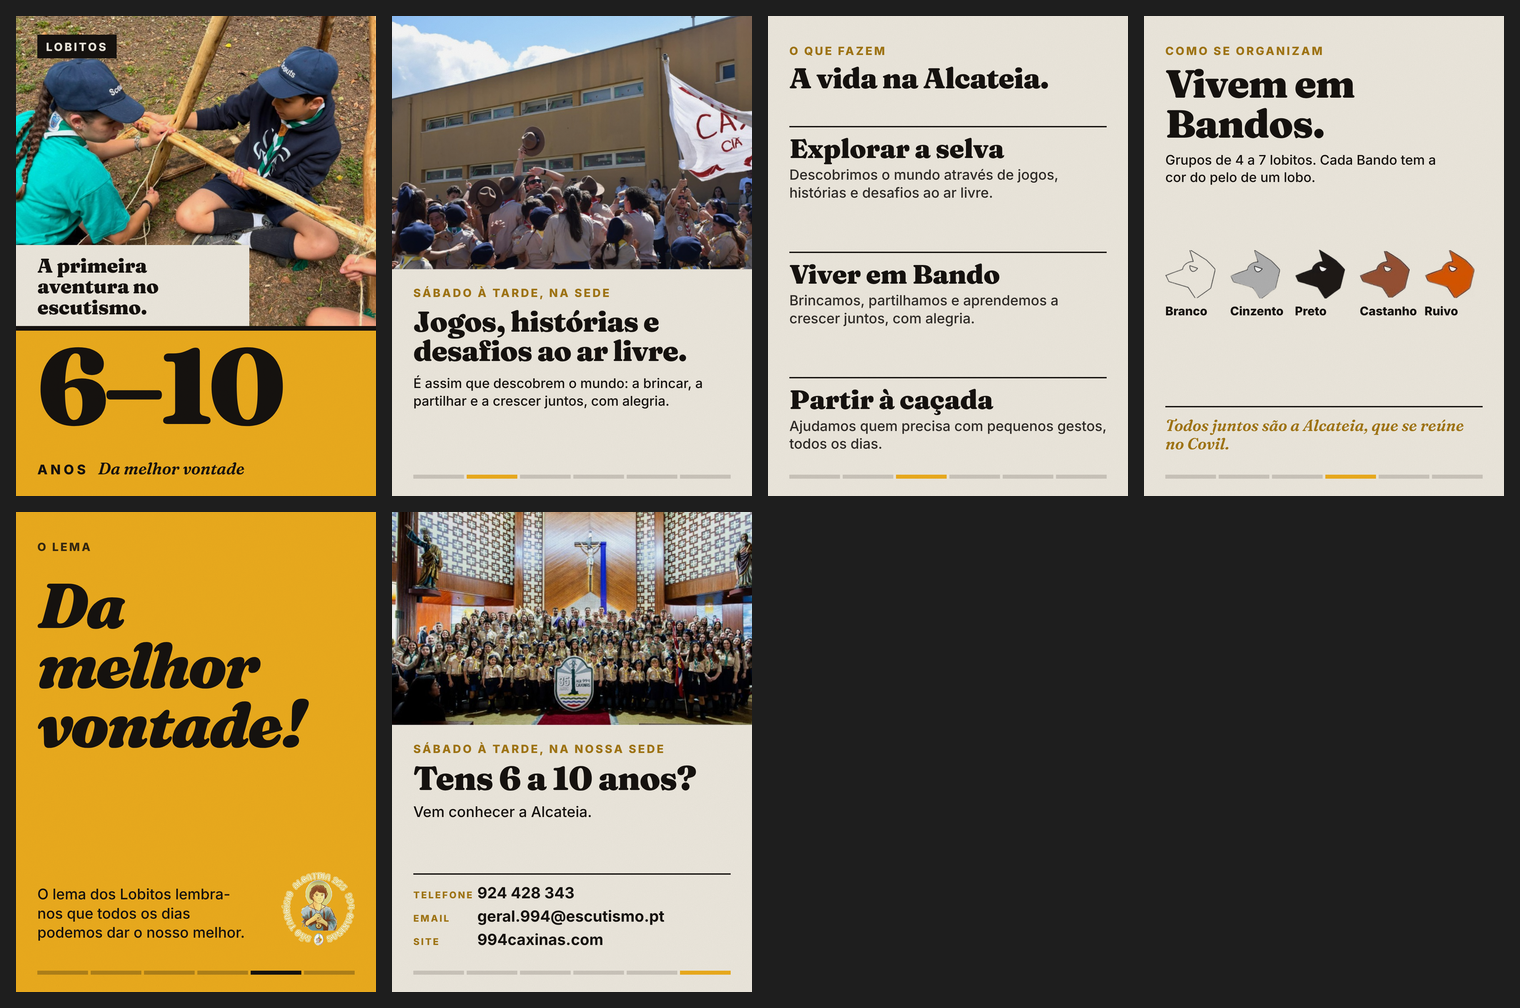 LOBITOS
Scouts
Scouts
A primeira
aventura no
escutismo.
6–10
ANOS Da melhor vontade
CIA
SÁBADO À TARDE, NA SEDE
Jogos, histórias e
desafios ao ar livre.
É assim que descobrem o mundo: a brincar, a
partilhar e a crescer juntos, com alegria.
O QUE FAZEM
A vida na Alcateia.
Explorar a selva
Descobrimos o mundo através de jogos,
histórias e desafios ao ar livre.
Viver em Bando
Brincamos, partilhamos e aprendemos a
crescer juntos, com alegria.
Partir à caçada
Ajudamos quem precisa com pequenos gestos,
todos os dias.
COMO SE ORGANIZAM
Vivem em
Bandos.
Grupos de 4 a 7 lobitos. Cada Bando tem a
cor do pelo de um lobo.
Branco Cinzento Preto Castanho Ruivo
Todos juntos são a Alcateia, que se reúne
no Covil.
O LEMA
Da
melhor
vontade!
O lema dos Lobitos lembra-
nos que todos os dias
podemos dar o nosso melhor.
SÁBADO À TARDE, NA NOSSA SEDE
Tens 6 a 10 anos?
Vem conhecer a Alcateia.
TELEFONE 924 428 343
EMAIL geral.994@escutismo.pt
SITE 994caxinas.com